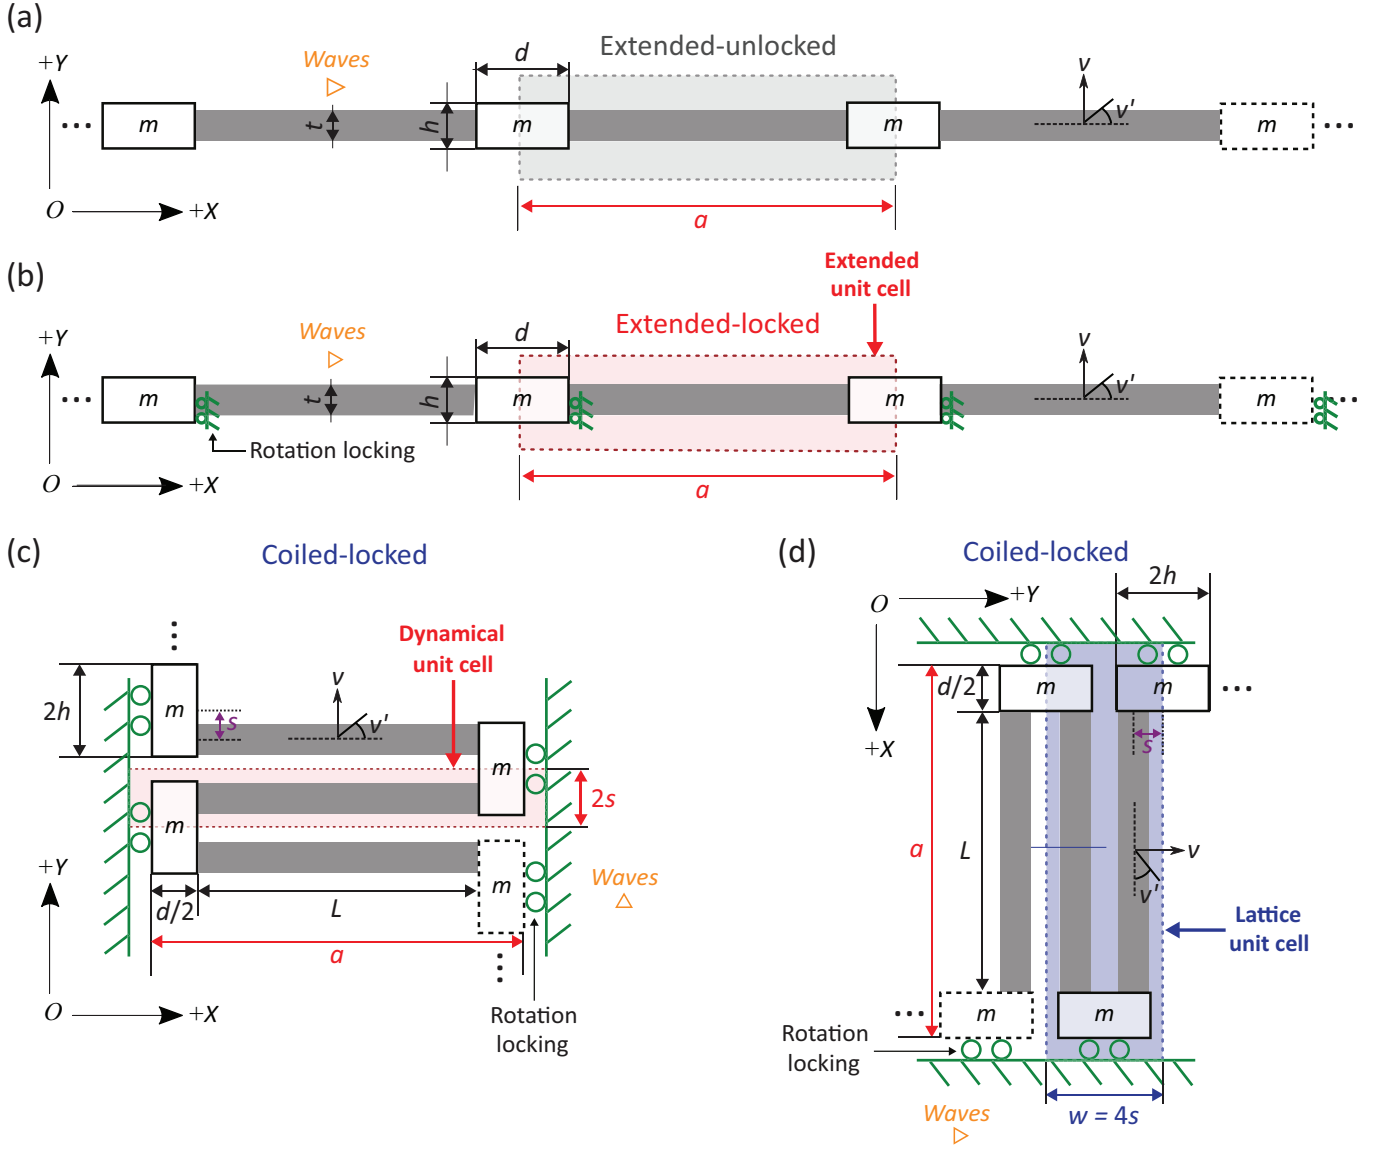 (a)
+Y
Waves
d
Extended-unlocked
v
... m t h m m v' m ...
O +X
a
(b)
Extended
unit cell
+Y
Waves
d
Extended-locked
v
... m t h m m v' m ...
Rotation locking
O +X
a
(c)
Coiled-locked
...
Dynamical
unit cell
2h
m
s
v
v'
m
m
2s
+Y
m
Waves
d/2
L
a
...
O +X
Rotation
locking
(d)
Coiled-locked
2h
O +Y
d/2
m
m ...
+X
s
a
L
v
v'
Lattice
unit cell
... m
m
Rotation
locking
Waves
w = 4s